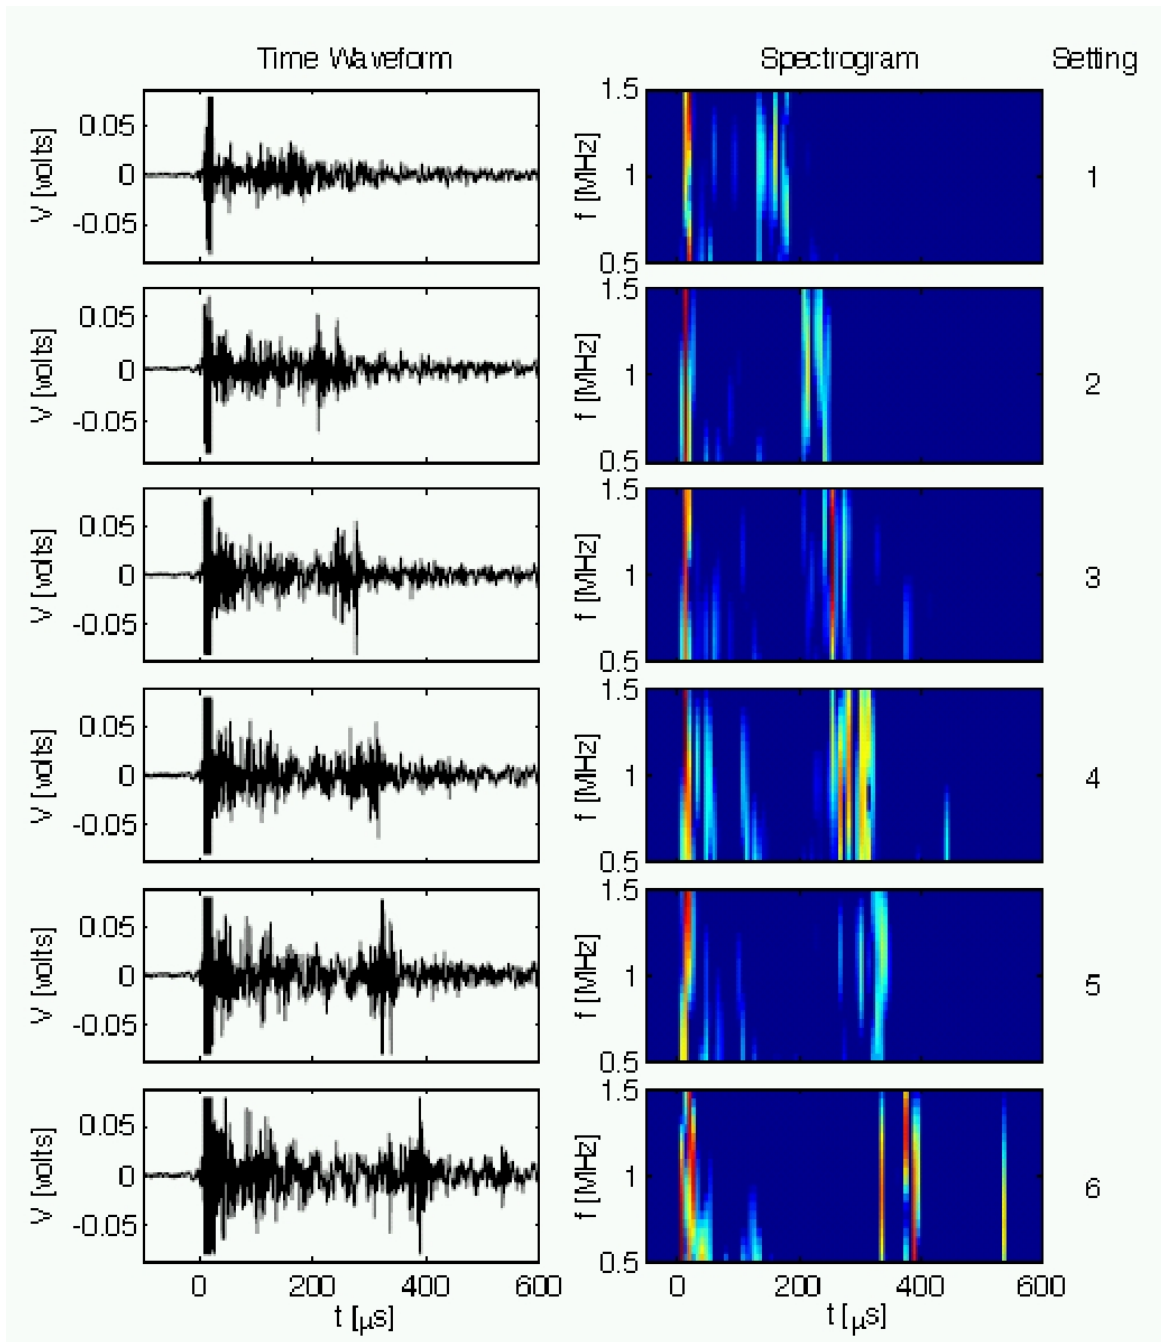 Time Waveform Spectrogram Setting
V [volts] 0.05 0 -0.05 f [MHz] 1.5 1 0.5 1
V [volts] 0.05 0 -0.05 f [MHz] 1.5 1 0.5 2
V [volts] 0.05 0 -0.05 f [MHz] 1.5 1 0.5 3
V [volts] 0.05 0 -0.05 f [MHz] 1.5 1 0.5 4
V [volts] 0.05 0 -0.05 f [MHz] 1.5 1 0.5 5
V [volts] 0.05 0 -0.05 f [MHz] 1.5 1 0.5 6
0 200 400 600 0 200 400 600
t [µs] t [µs]